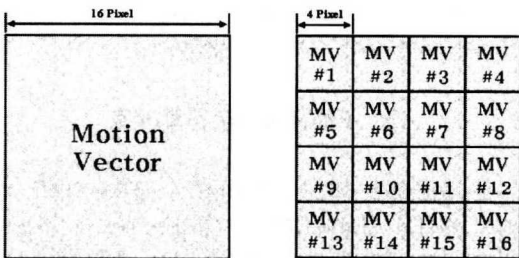 16 Pixel
4 Pixel
Motion
Vector
MV
#1
MV
#2
MV
#3
MV
#4
MV
#5
MV
#6
MV
#7
MV
#8
MV
#9
MV
#10
MV
#11
MV
#12
MV
#13
MV
#14
MV
#15
MV
#16